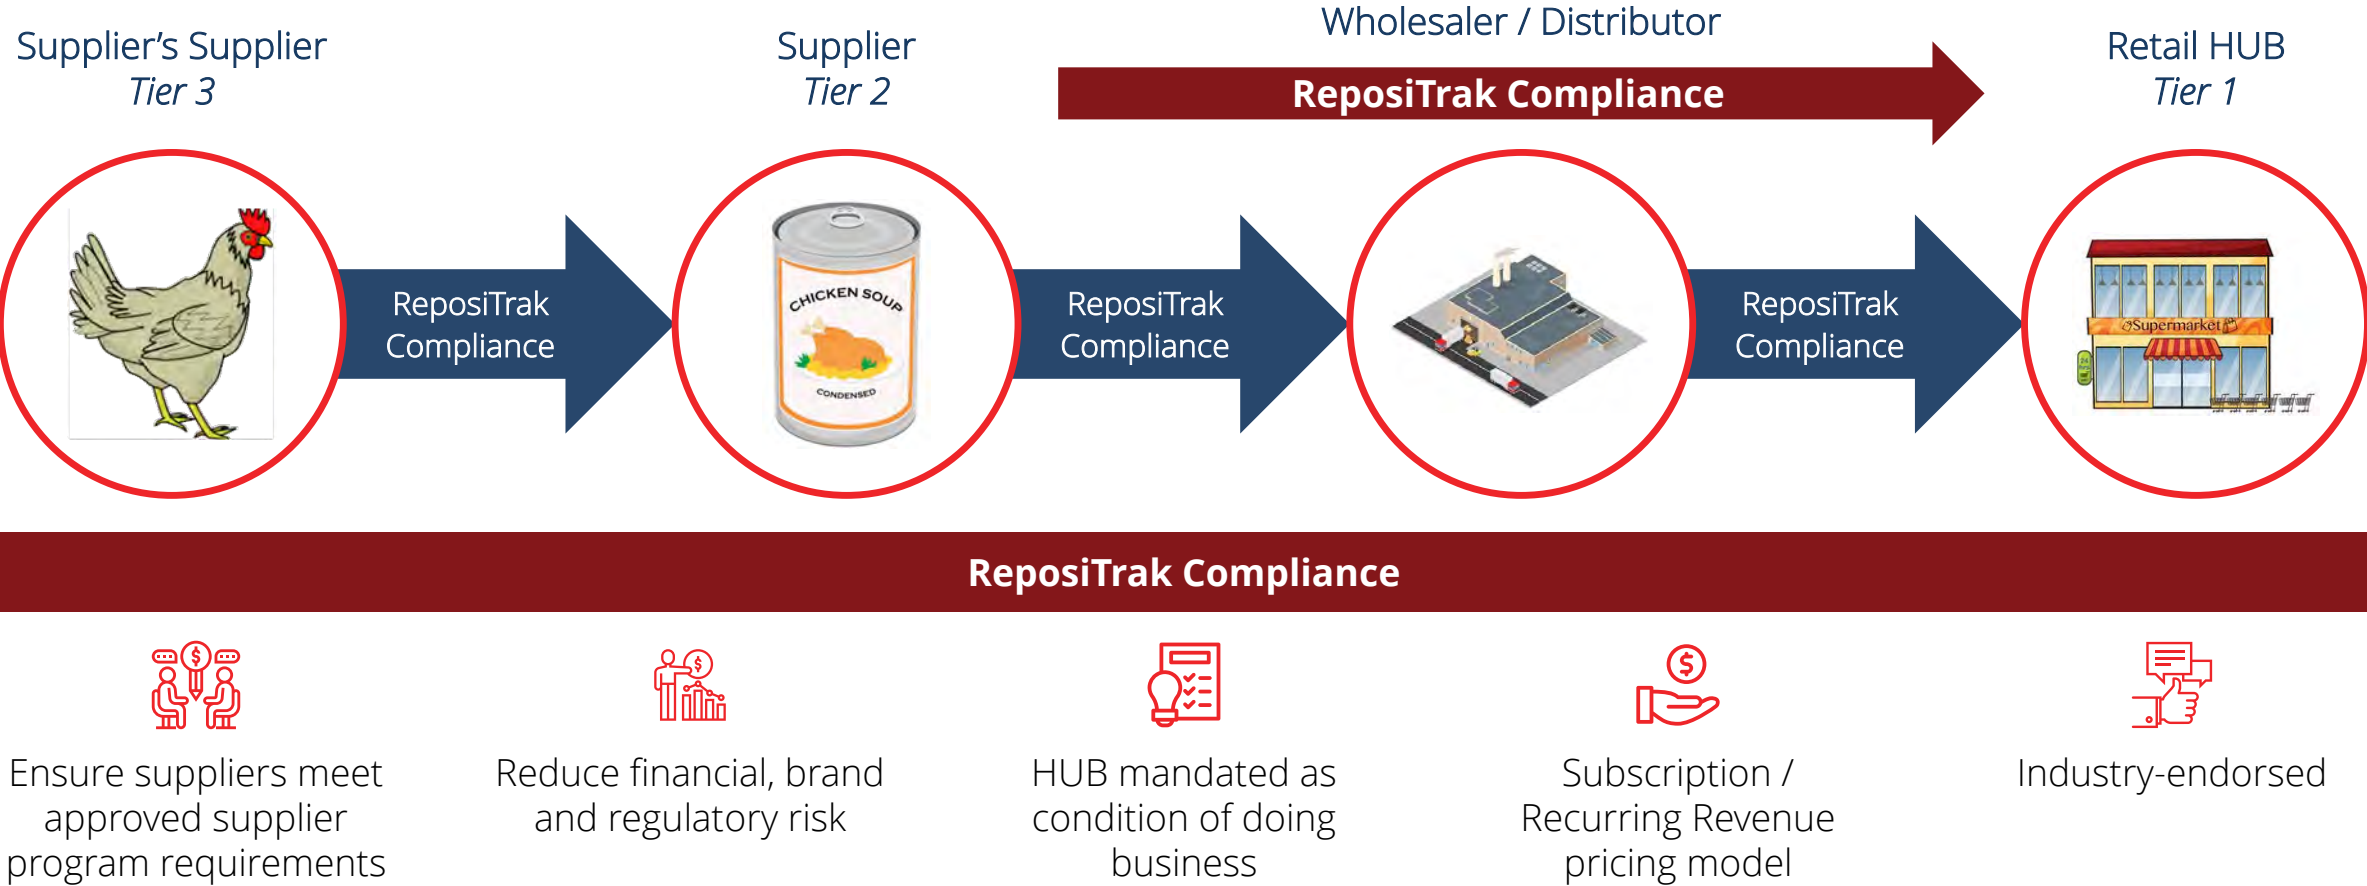 Supplier's Supplier
Tier 3
Supplier
Tier 2
Wholesaler / Distributor
ReposiTrak Compliance
Retail HUB
Tier 1
ReposiTrak
Compliance
CHICKEN SOUP
CONDENSED
ReposiTrak
Compliance
ReposiTrak
Compliance
Supermarket
24
ReposiTrak Compliance
Ensure suppliers meet
approved supplier
program requirements
Reduce financial, brand
and regulatory risk
HUB mandated as
condition of doing
business
Subscription /
Recurring Revenue
pricing model
Industry-endorsed